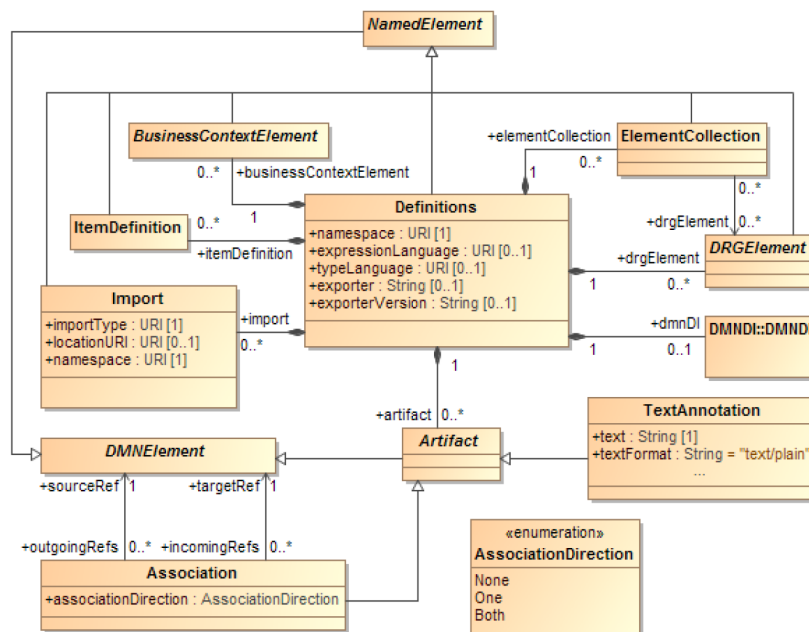 NamedElement
BusinessContextElement
0..*
+businessContextElement
1
+elementCollection
1
0..*
ElementCollection
0..*
+drgElement
0..*
ItemDefinition
0..*
+itemDefinition
Definitions
+namespace : URI [1]
+expressionLanguage : URI [0..1]
+typeLanguage : URI [0..1]
+exporter : String [0..1]
+exporterVersion : String [0..1]
+drgElement
1
0..*
DRGElement
Import
+importType : URI [1]
+locationURI : URI [0..1]
+namespace : URI [1]
+import
0..*
+dmnDI
1
0..1
DMNDI::DMNDI
1
+artifact
0..*
DMNElement
Artifact
TextAnnotation
+text : String [1]
+textFormat : String = "text/plain"
...
+sourceRef
1
+targetRef
1
+outgoingRefs
0..*
+incomingRefs
0..*
Association
+associationDirection : AssociationDirection
«enumeration»
AssociationDirection
None
One
Both